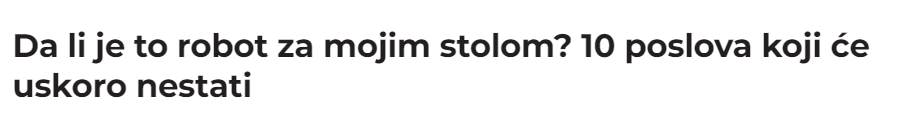 Da li je to robot za mojim stolom? 10 poslova koji će
uskoro nestati